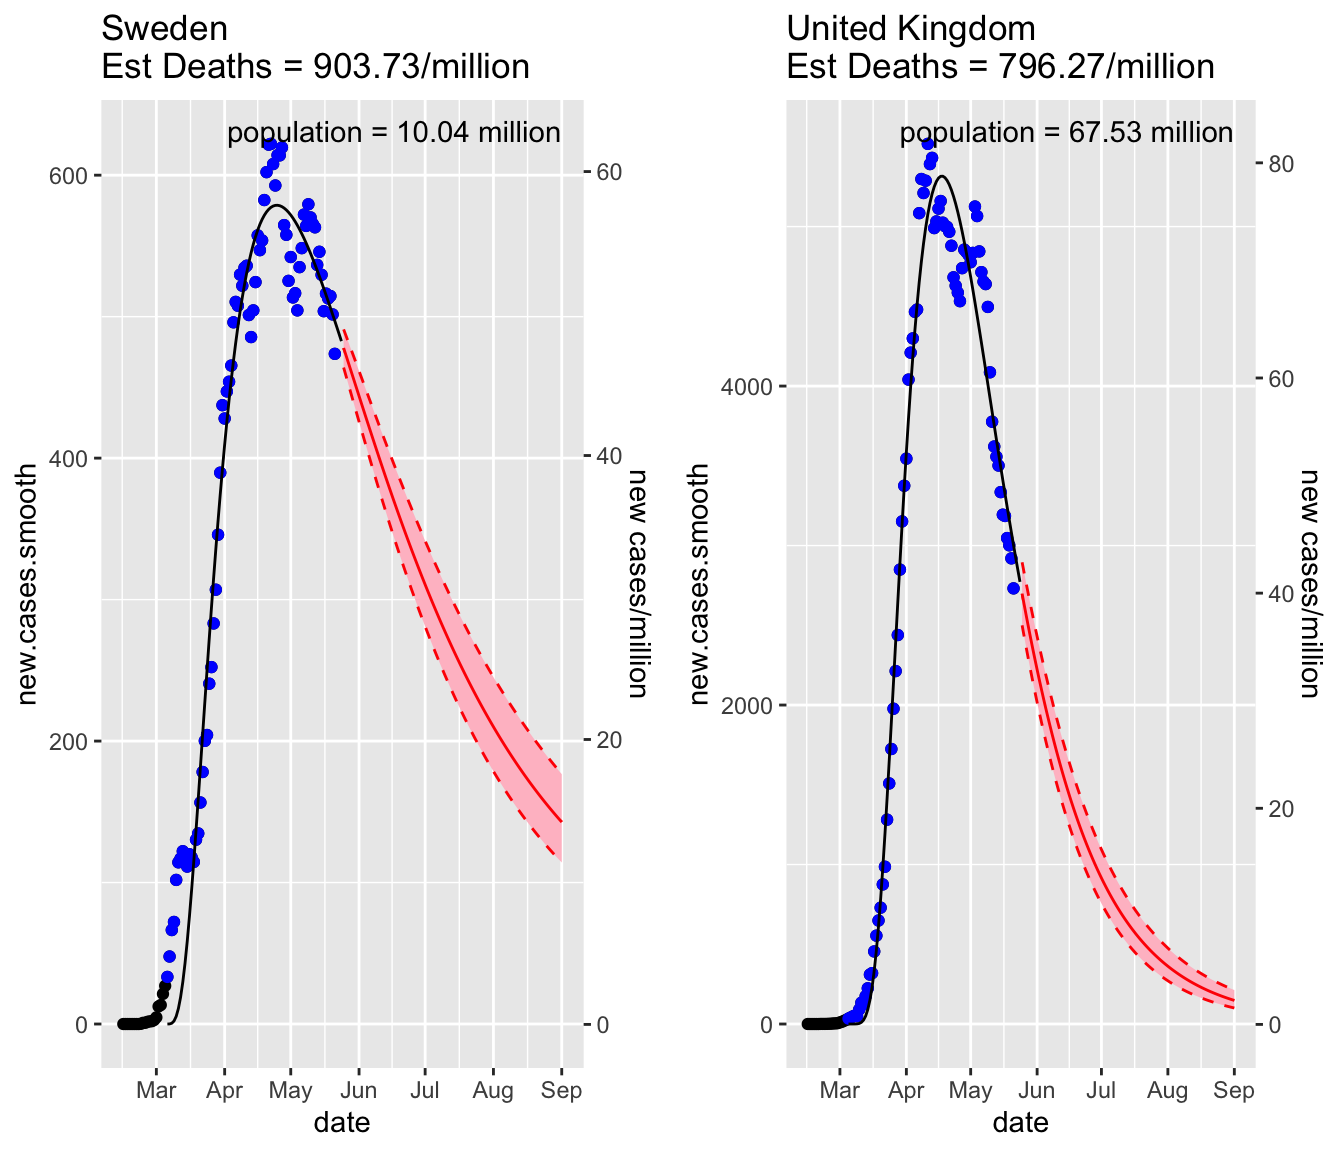 Sweden
Est Deaths = 903.73/million
population = 10.04 million
600
400
200
0
60
40
20
0
new.cases.smooth
new cases/million
Mar Apr May Jun Jul Aug Sep
date
United Kingdom
Est Deaths = 796.27/million
population = 67.53 million
4000
2000
0
80
60
40
20
0
new.cases.smooth
new cases/million
Mar Apr May Jun Jul Aug Sep
date